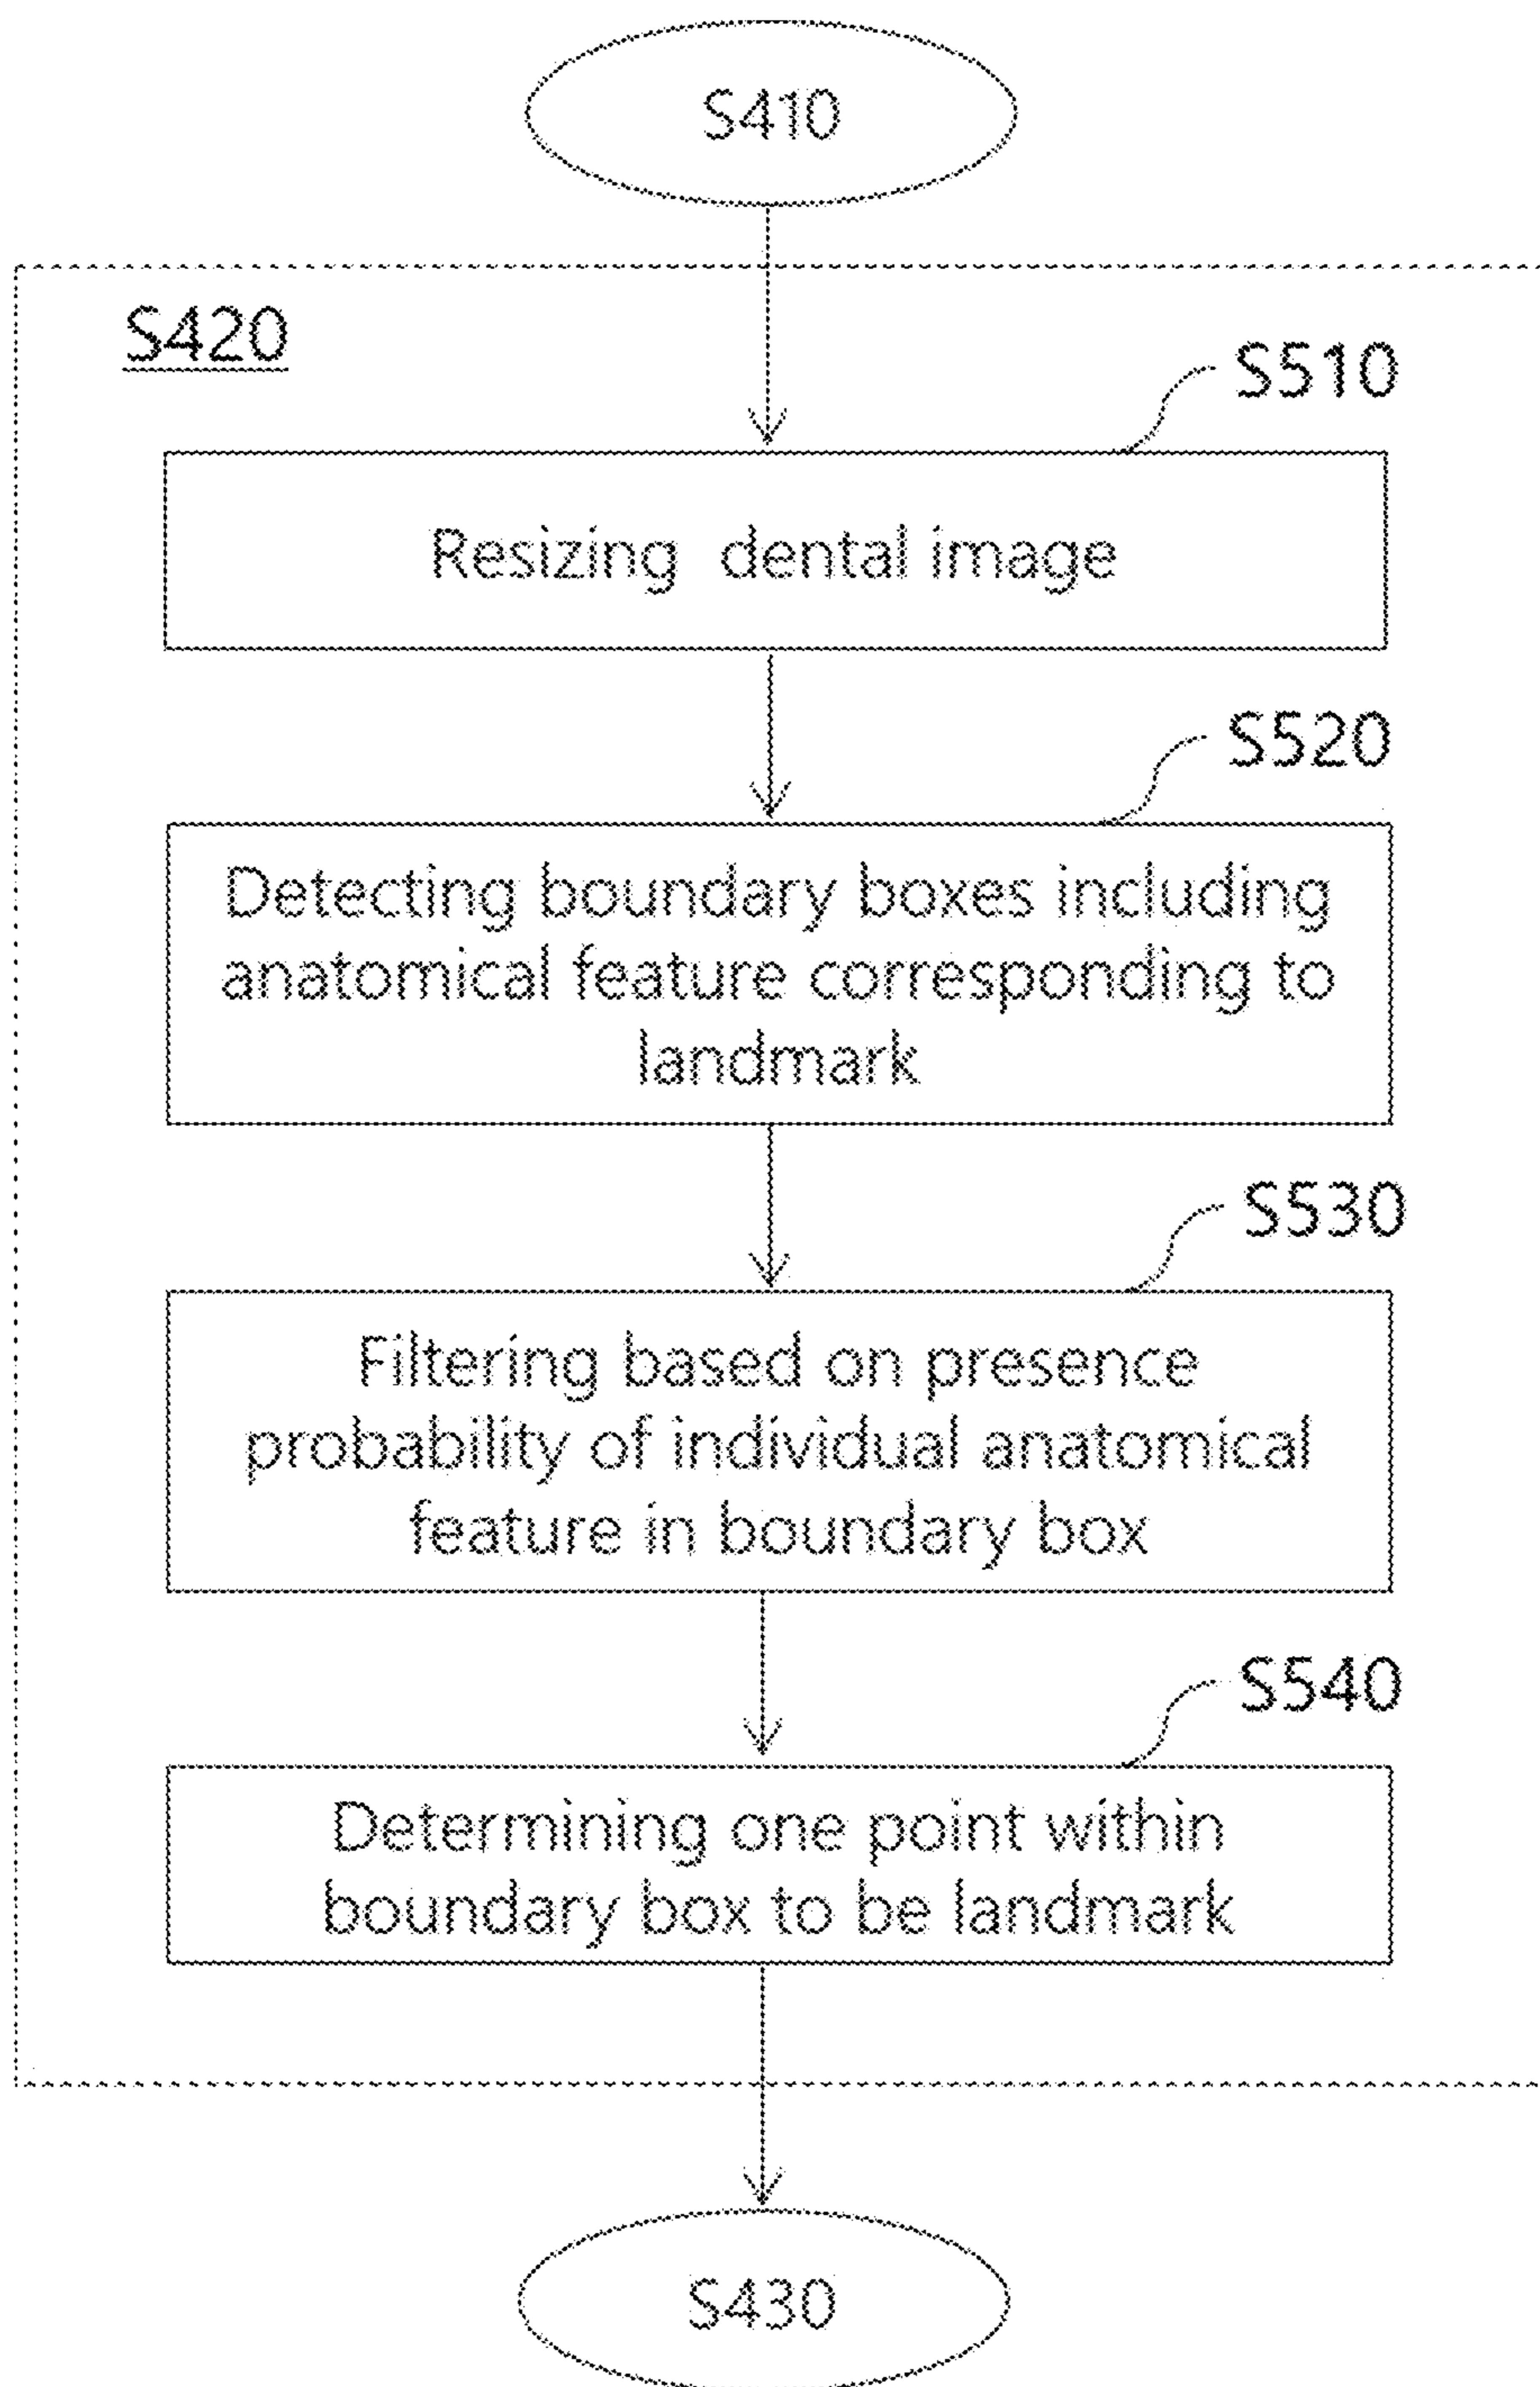 S410
S420
S510
Resizing dental image
S520
Detecting boundary boxes including
anatomical feature corresponding to
landmark
S530
Filtering based on presence
probability of individual anatomical
feature in boundary box
S540
Determining one point within
boundary box to be landmark
S430